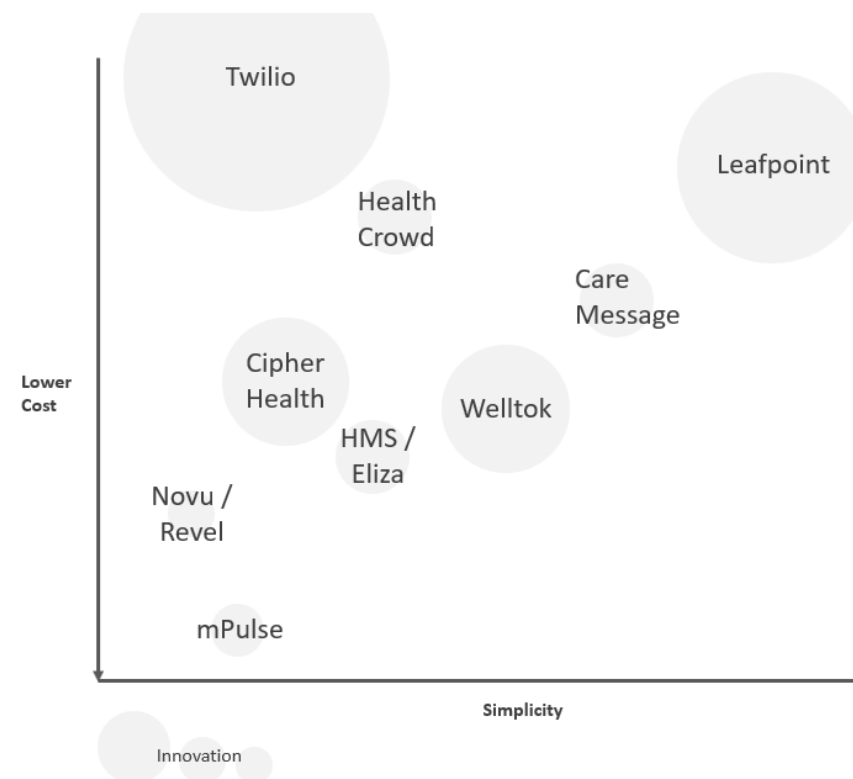 Twilio
Leafpoint
Health
Crowd
Care
Message
Cipher
Health
Welltok
HMS /
Eliza
Novu /
Revel
mPulse
Lower
Cost
Simplicity
Innovation